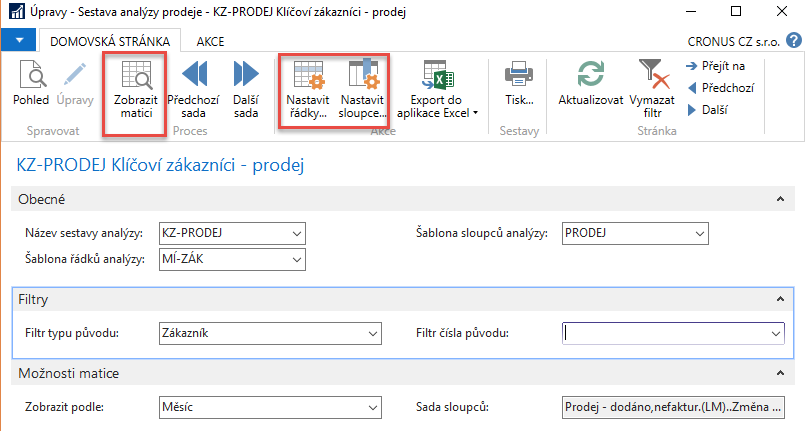 Úpravy - Sestava analýzy prodeje - KZ-PRODEJ Klíčoví zákazníci - prodej
DOMOVSKÁ STRÁNKA AKCE CRONUS CZ s.r.o. ?
Pohled Úpravy
Spravovat
Zobrazit matici
Předchozí sada
Další sada
Proces
Nastavit řádky...
Nastavit sloupce...
Export do aplikace Excel
Akce
Tisk...
Sestavy
Aktualizovat
Vymazat filtr
Přejít na
Předchozí
Další
Stránka
KZ-PRODEJ Klíčoví zákazníci - prodej
Obecné
Název sestavy analýzy: KZ-PRODEJ Šablona sloupců analýzy: PRODEJ
Šablona řádků analýzy: MÍ-ZÁK
Filtry
Filtr typu původu: Zákazník Filtr čísla původu:
Možnosti matice
Zobrazit podle: Měsíc Sada sloupců: Prodej - dodáno,nefaktur.(LM)..Změna ...